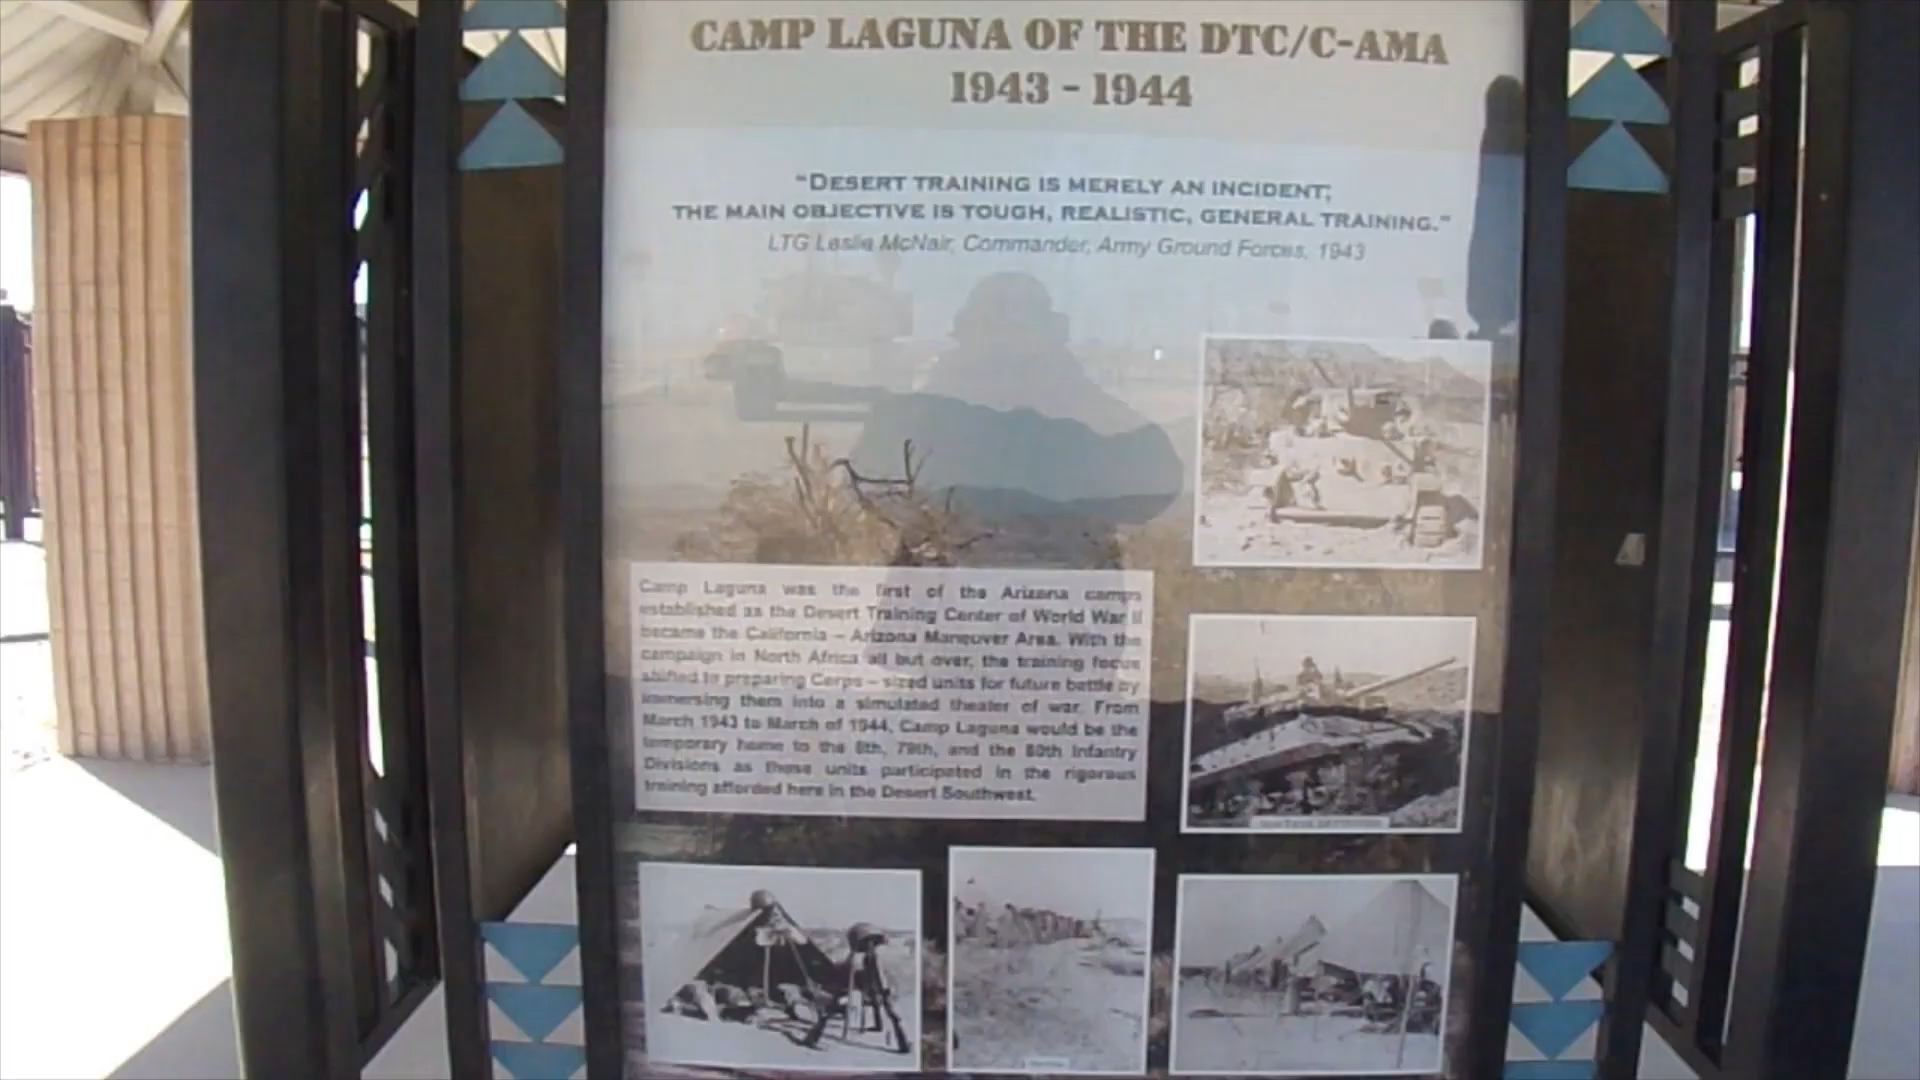 CAMP LAGUNA OF THE DTC/C-AMA
1943 - 1944
"DESERT TRAINING IS MERELY AN INCIDENT;
THE MAIN OBJECTIVE IS TOUGH, REALISTIC, GENERAL TRAINING."
LTG Leslie McNair, Commander, Army Ground Forces, 1943
Camp Laguna was the first of the Arizona camps
established as the Desert Training Center of World War II
became the California – Arizona Maneuver Area. With the
campaign in North Africa all but over, the training focus
shifted to preparing Corps – sized units for future battle by
immersing them into a simulated theater of war. From
March 1943 to March of 1944, Camp Laguna would be the
temporary home to the 8th, 79th, and the 80th Infantry
Divisions as these units participated in the rigorous
training afforded here in the Desert Southwest.